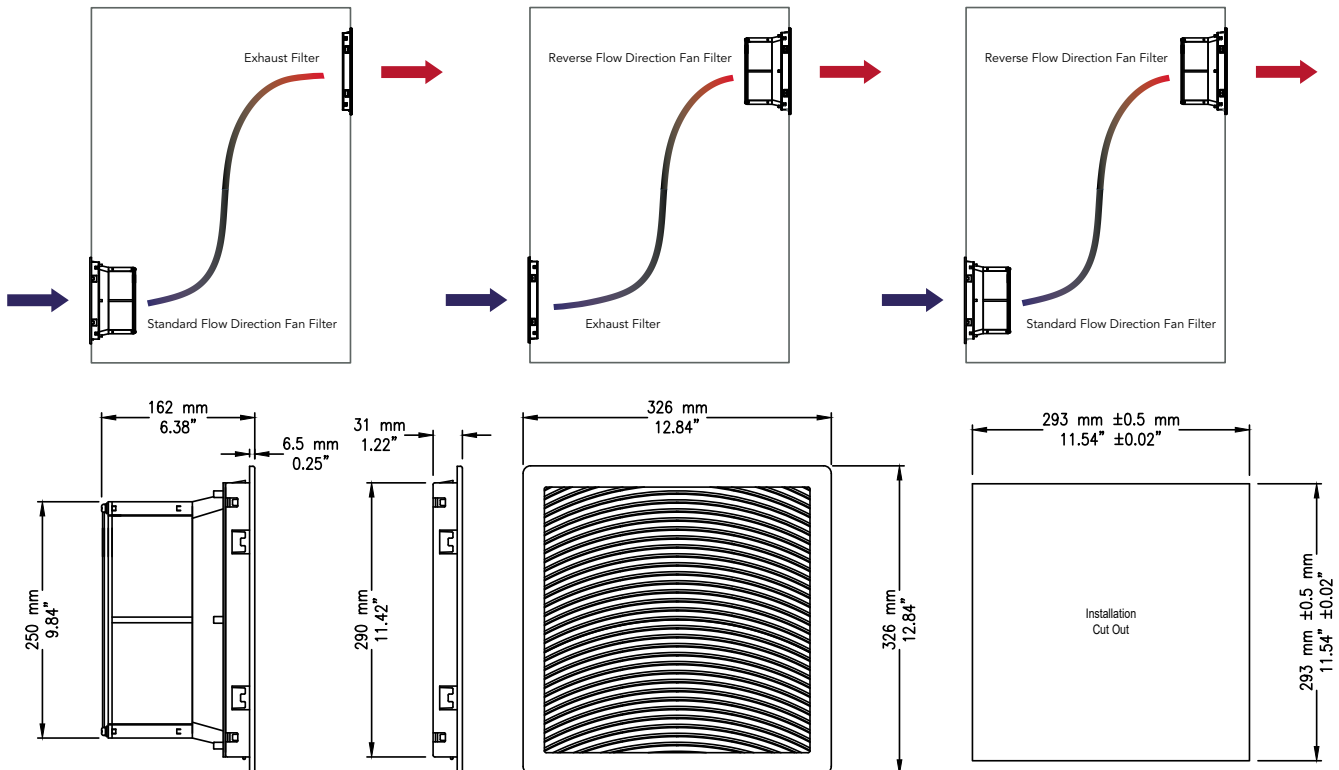 Exhaust Filter
Standard Flow Direction Fan Filter
Reverse Flow Direction Fan Filter
Exhaust Filter
Reverse Flow Direction Fan Filter
Standard Flow Direction Fan Filter
162 mm
6.38”
6.5 mm
0.25”
250 mm
9.84”
31 mm
1.22”
290 mm
11.42”
326 mm
12.84”
326 mm
12.84”
293 mm ±0.5 mm
11.54” ±0.02”
Installation
Cut Out
293 mm ±0.5 mm
11.54” ±0.02”